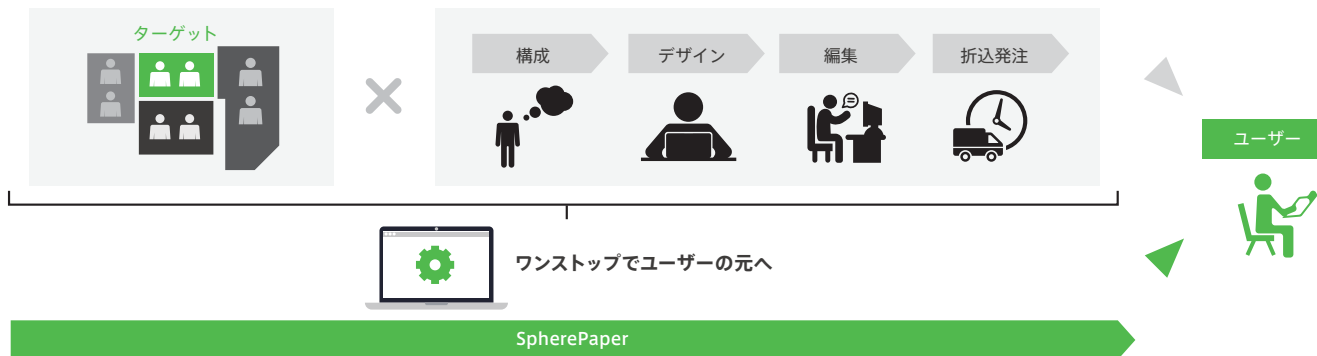 ターゲット
構成
デザイン
編集
折込発注
ユーザー
ワンストップでユーザーの元へ
SpherePaper